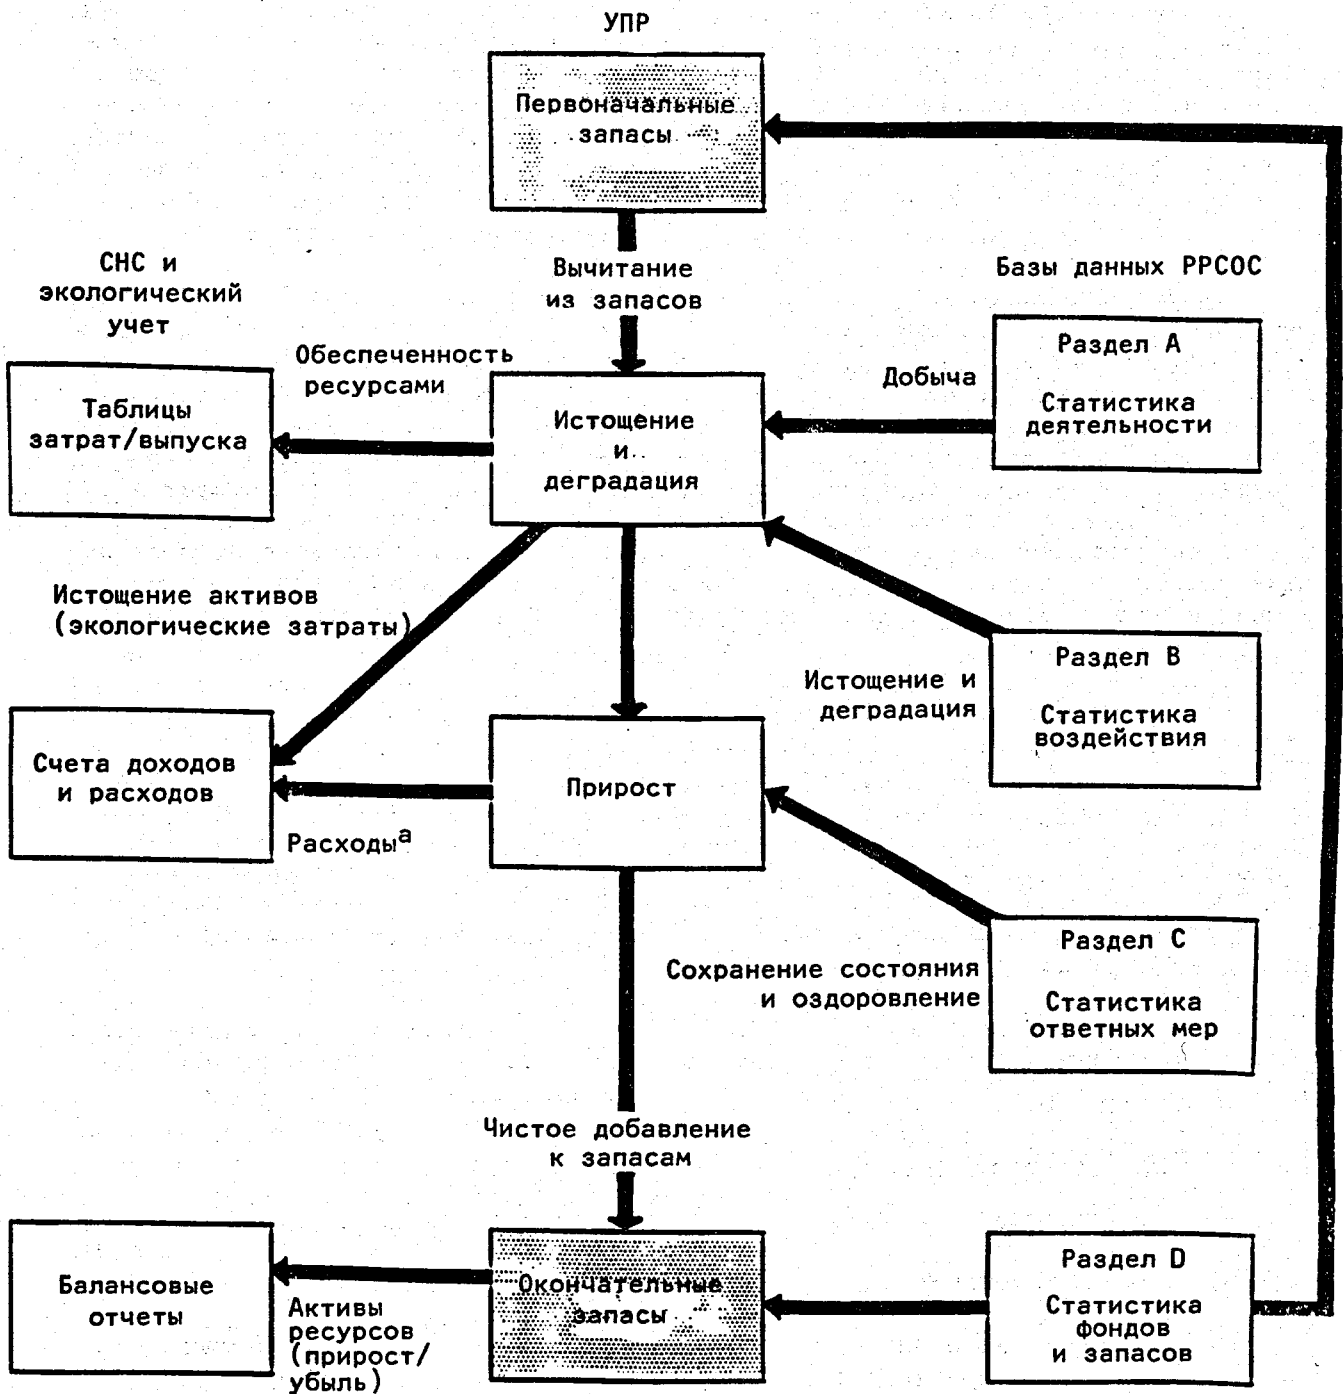 УПР
Первоначальные
запасы
СНС и
экологический
учет
Вычитание
из запасов
Базы данных РРСОС
Таблицы
затрат/выпуска
Обеспеченность
ресурсами
Истощение
и
деградация
Добыча
Раздел A
Статистика
деятельности
Истощение активов
(экологические затраты)
Истощение и
деградация
Раздел B
Статистика
воздействия
Счета доходов
и расходов
Расходыа
Прирост
Сохранение состояния
и оздоровление
Раздел C
Статистика
ответных мер
Чистое добавление
к запасам
Балансовые
отчеты
Активы
ресурсов
(прирост/
убыль)
Окончательные
запасы
Раздел D
Статистика
фондов
и запасов